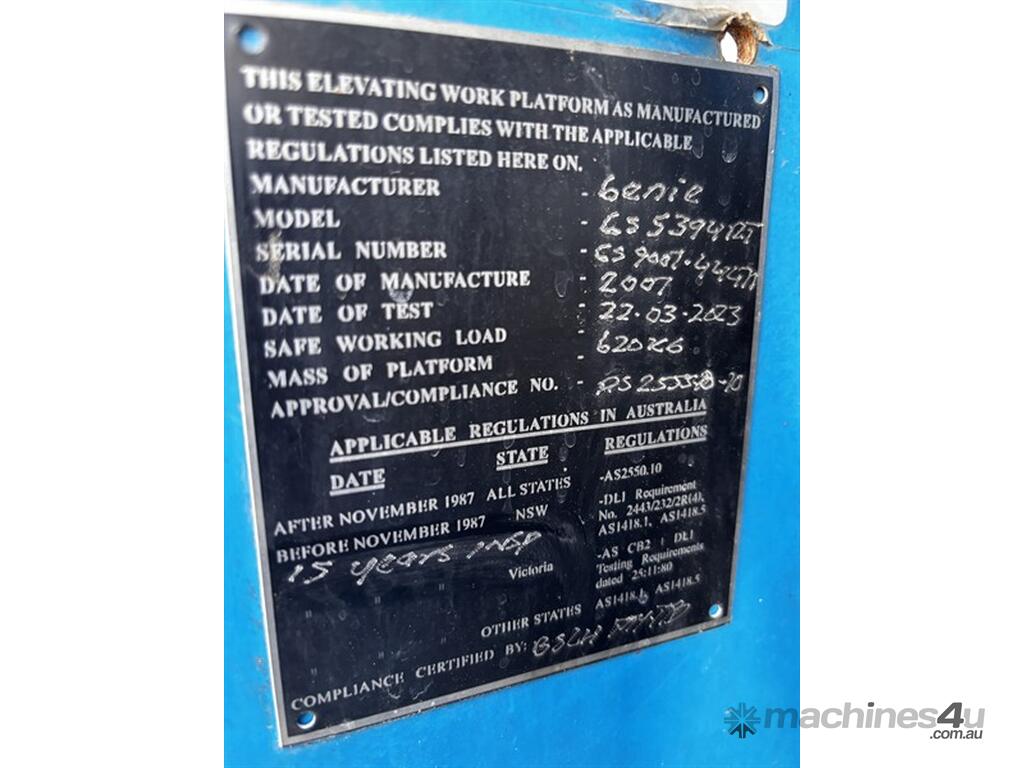 THIS ELEVATING WORK PLATFORM AS MANUFACTURED
OR TESTED COMPLIES WITH THE APPLICABLE
REGULATIONS LISTED HERE ON.
MANUFACTURER - Genie
MODEL -
SERIAL NUMBER -
DATE OF MANUFACTURE - 2007
DATE OF TEST - 22.03.2023
SAFE WORKING LOAD - 620KG
MASS OF PLATFORM -
APPROVAL/COMPLIANCE NO. -
APPLICABLE REGULATIONS IN AUSTRALIA
DATE STATE REGULATIONS
AFTER NOVEMBER 1987 ALL STATES -AS2550.10
BEFORE NOVEMBER 1987 NSW -DL1 Requirement
No. 2443/232/2R(4),
AS1418.1, AS1418.5
15 years INSP
" " Victoria -AS CB2 : DL1
Testing Requirements
dated 25:11:80
" " OTHER STATES AS1418.1, AS1418.5
COMPLIANCE CERTIFIED BY:
machines4u
.com.au